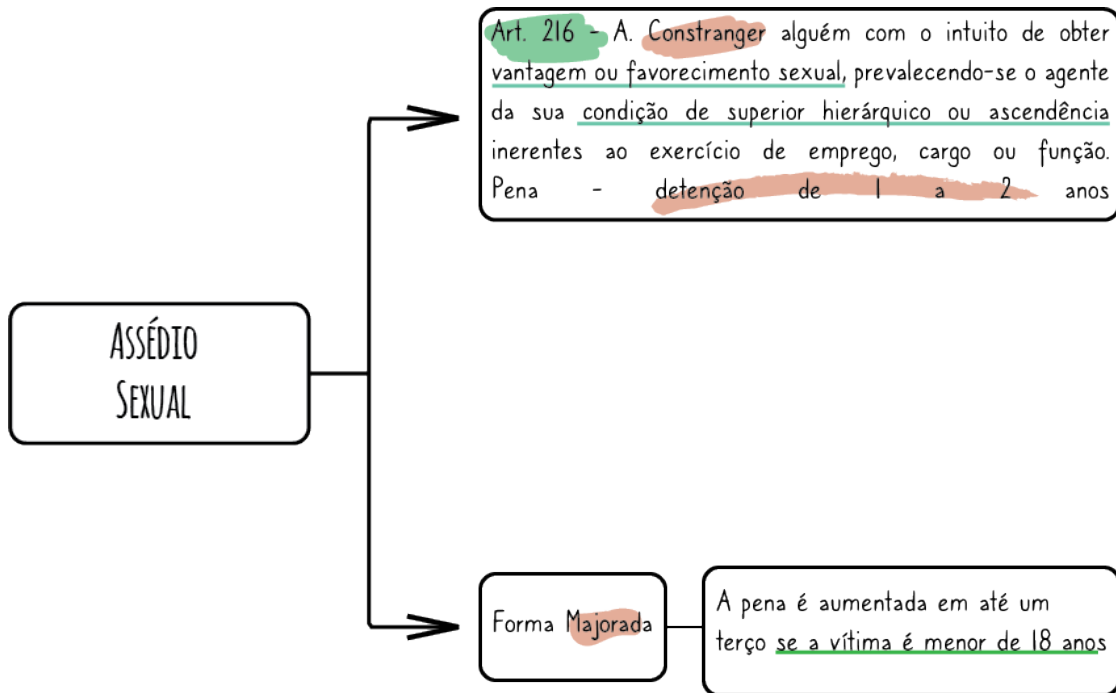 Art. 216 - A. Constranger alguém com o intuito de obter
vantagem ou favorecimento sexual, prevalecendo-se o agente
da sua condição de superior hierárquico ou ascendência
inerentes ao exercício de emprego, cargo ou função.
Pena - detenção de 1 a 2 anos
ASSÉDIO
SEXUAL
Forma Majorada
A pena é aumentada em até um
terço se a vítima é menor de 18 anos